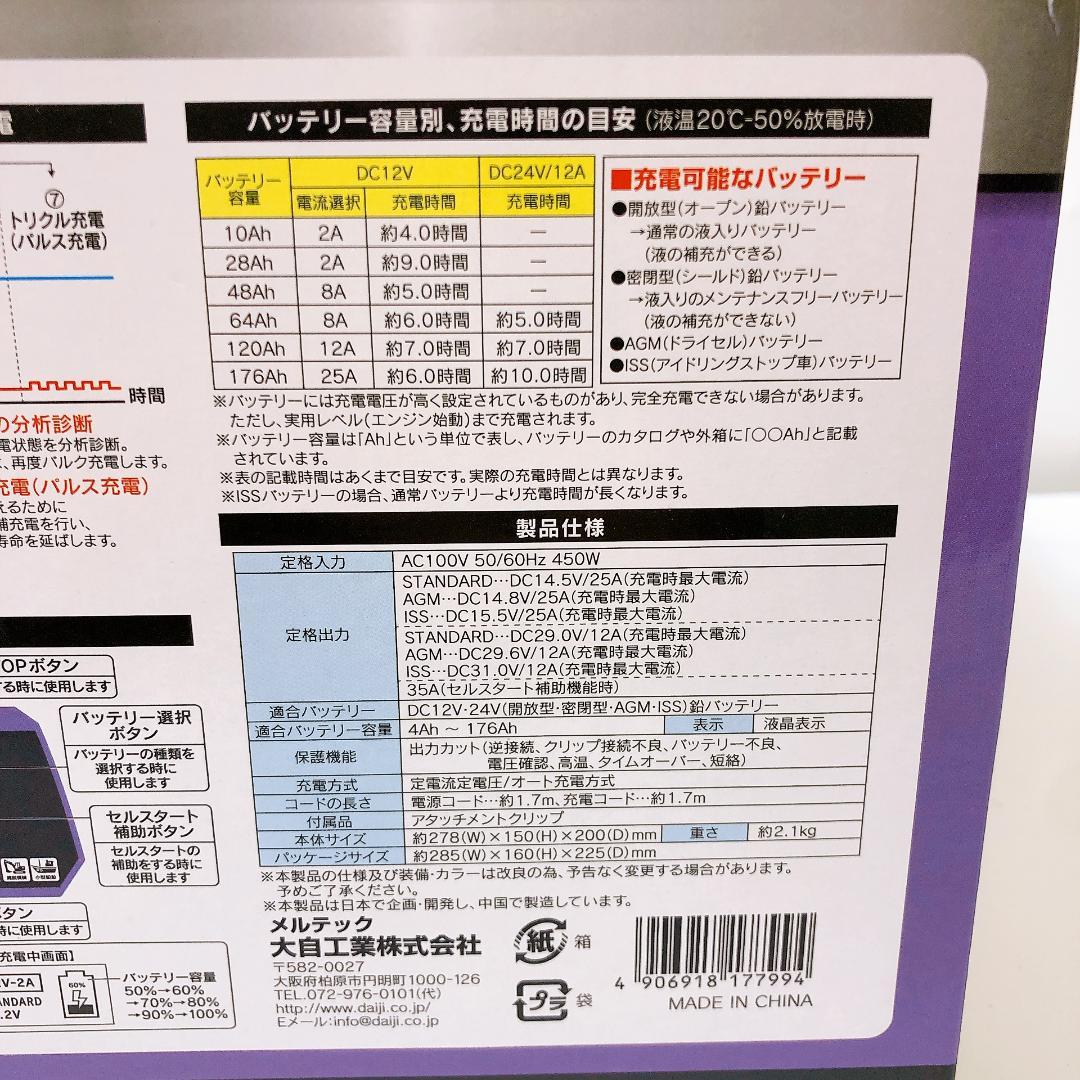 電
⑦
トリクル充電
(パルス充電)
時間
の分析診断
電状態を分析診断。
、再度バルク充電します。
充電(パルス充電)
えるために
補充電を行い、
寿命を延ばします。
バッテリー容量別、充電時間の目安(液温20℃-50%放電時)
バッテリー容量 DC12V DC24V/12A
電流選択 充電時間 充電時間
10Ah 2A 約4.0時間 —
28Ah 2A 約9.0時間 —
48Ah 8A 約5.0時間 —
64Ah 8A 約6.0時間 約5.0時間
120Ah 12A 約7.0時間 約7.0時間
176Ah 25A 約6.0時間 約10.0時間
■充電可能なバッテリー
●開放型(オープン)鉛バッテリー
→通常の液入りバッテリー
(液の補充ができる)
●密閉型(シールド)鉛バッテリー
→液入りのメンテナンスフリーバッテリー
(液の補充ができない)
●AGM(ドライセル)バッテリー
●ISS(アイドリングストップ車)バッテリー
※バッテリーには充電電圧が高く設定されているものがあり、完全充電できない場合があります。
ただし、実用レベル(エンジン始動)まで充電されます。
※バッテリー容量は「Ah」という単位で表し、バッテリーのカタログや外箱に「○○Ah」と記載
されています。
※表の記載時間はあくまで目安です。実際の充電時間とは異なります。
※ISSバッテリーの場合、通常バッテリーより充電時間が長くなります。
製品仕様
定格入力 AC100V 50/60Hz 450W
定格出力 STANDARD…DC14.5V/25A(充電時最大電流)
AGM…DC14.8V/25A(充電時最大電流)
ISS…DC15.5V/25A(充電時最大電流)
STANDARD…DC29.0V/12A(充電時最大電流)
AGM…DC29.6V/12A(充電時最大電流)
ISS…DC31.0V/12A(充電時最大電流)
35A(セルスタート補助機能時)
適合バッテリー DC12V・24V(開放型・密閉型・AGM・ISS)鉛バッテリー
適合バッテリー容量 4Ah ～ 176Ah 表示 液晶表示
保護機能 出力カット(逆接続、クリップ接続不良、バッテリー不良、
電圧確認、高温、タイムオーバー、短絡)
充電方式 定電流定電圧/オート充電方式
コードの長さ 電源コード…約1.7m、充電コード…約1.7m
付属品 アタッチメントクリップ
本体サイズ 約278(W)×150(H)×200(D)mm 重さ 約2.1kg
パッケージサイズ 約285(W)×160(H)×225(D)mm
※本製品の仕様及び装備・カラーは改良の為、予告なく変更する場合があります。
予めご了承ください。
※本製品は日本で企画・開発し、中国で製造しています。
メルテック
大自工業株式会社
〒582-0027
大阪府柏原市円明町1000-126
TEL.072-976-0101(代)
http://www.daiji.co.jp/
Eメール:info@daiji.co.jp
紙 箱
プラ 袋
4 906918 177994
MADE IN CHINA
OPボタン
する時に使用します
バッテリー選択
ボタン
バッテリーの種類を
選択する時に
使用します
セルスタート
補助ボタン
セルスタートの
補助をする時に
使用します
小型船舶
ボタン
時に使用します
充電中画面】
V-2A
ANDARD
.2V
60%
バッテリー容量
50%→60%
→70%→80%
→90%→100%